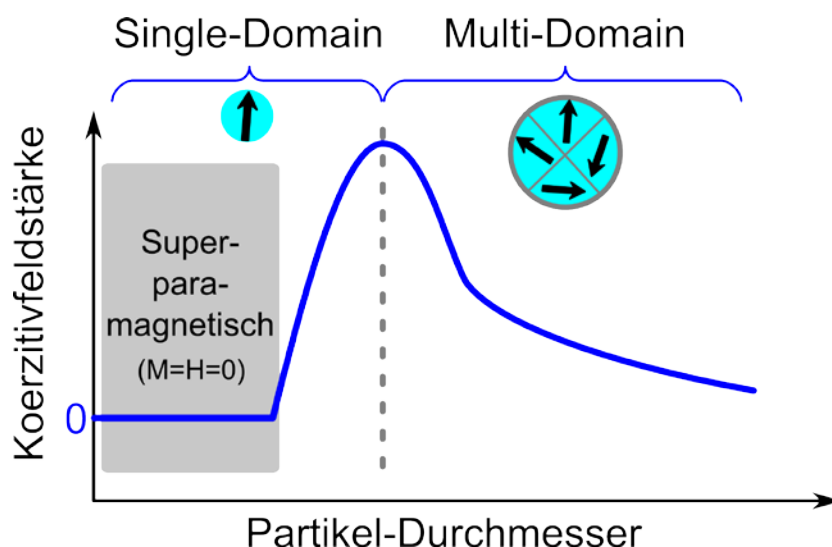 Single-Domain
Multi-Domain
Koerzitivfeldstärke
Super-
para-
magnetisch
(M=H=0)
0
Partikel-Durchmesser